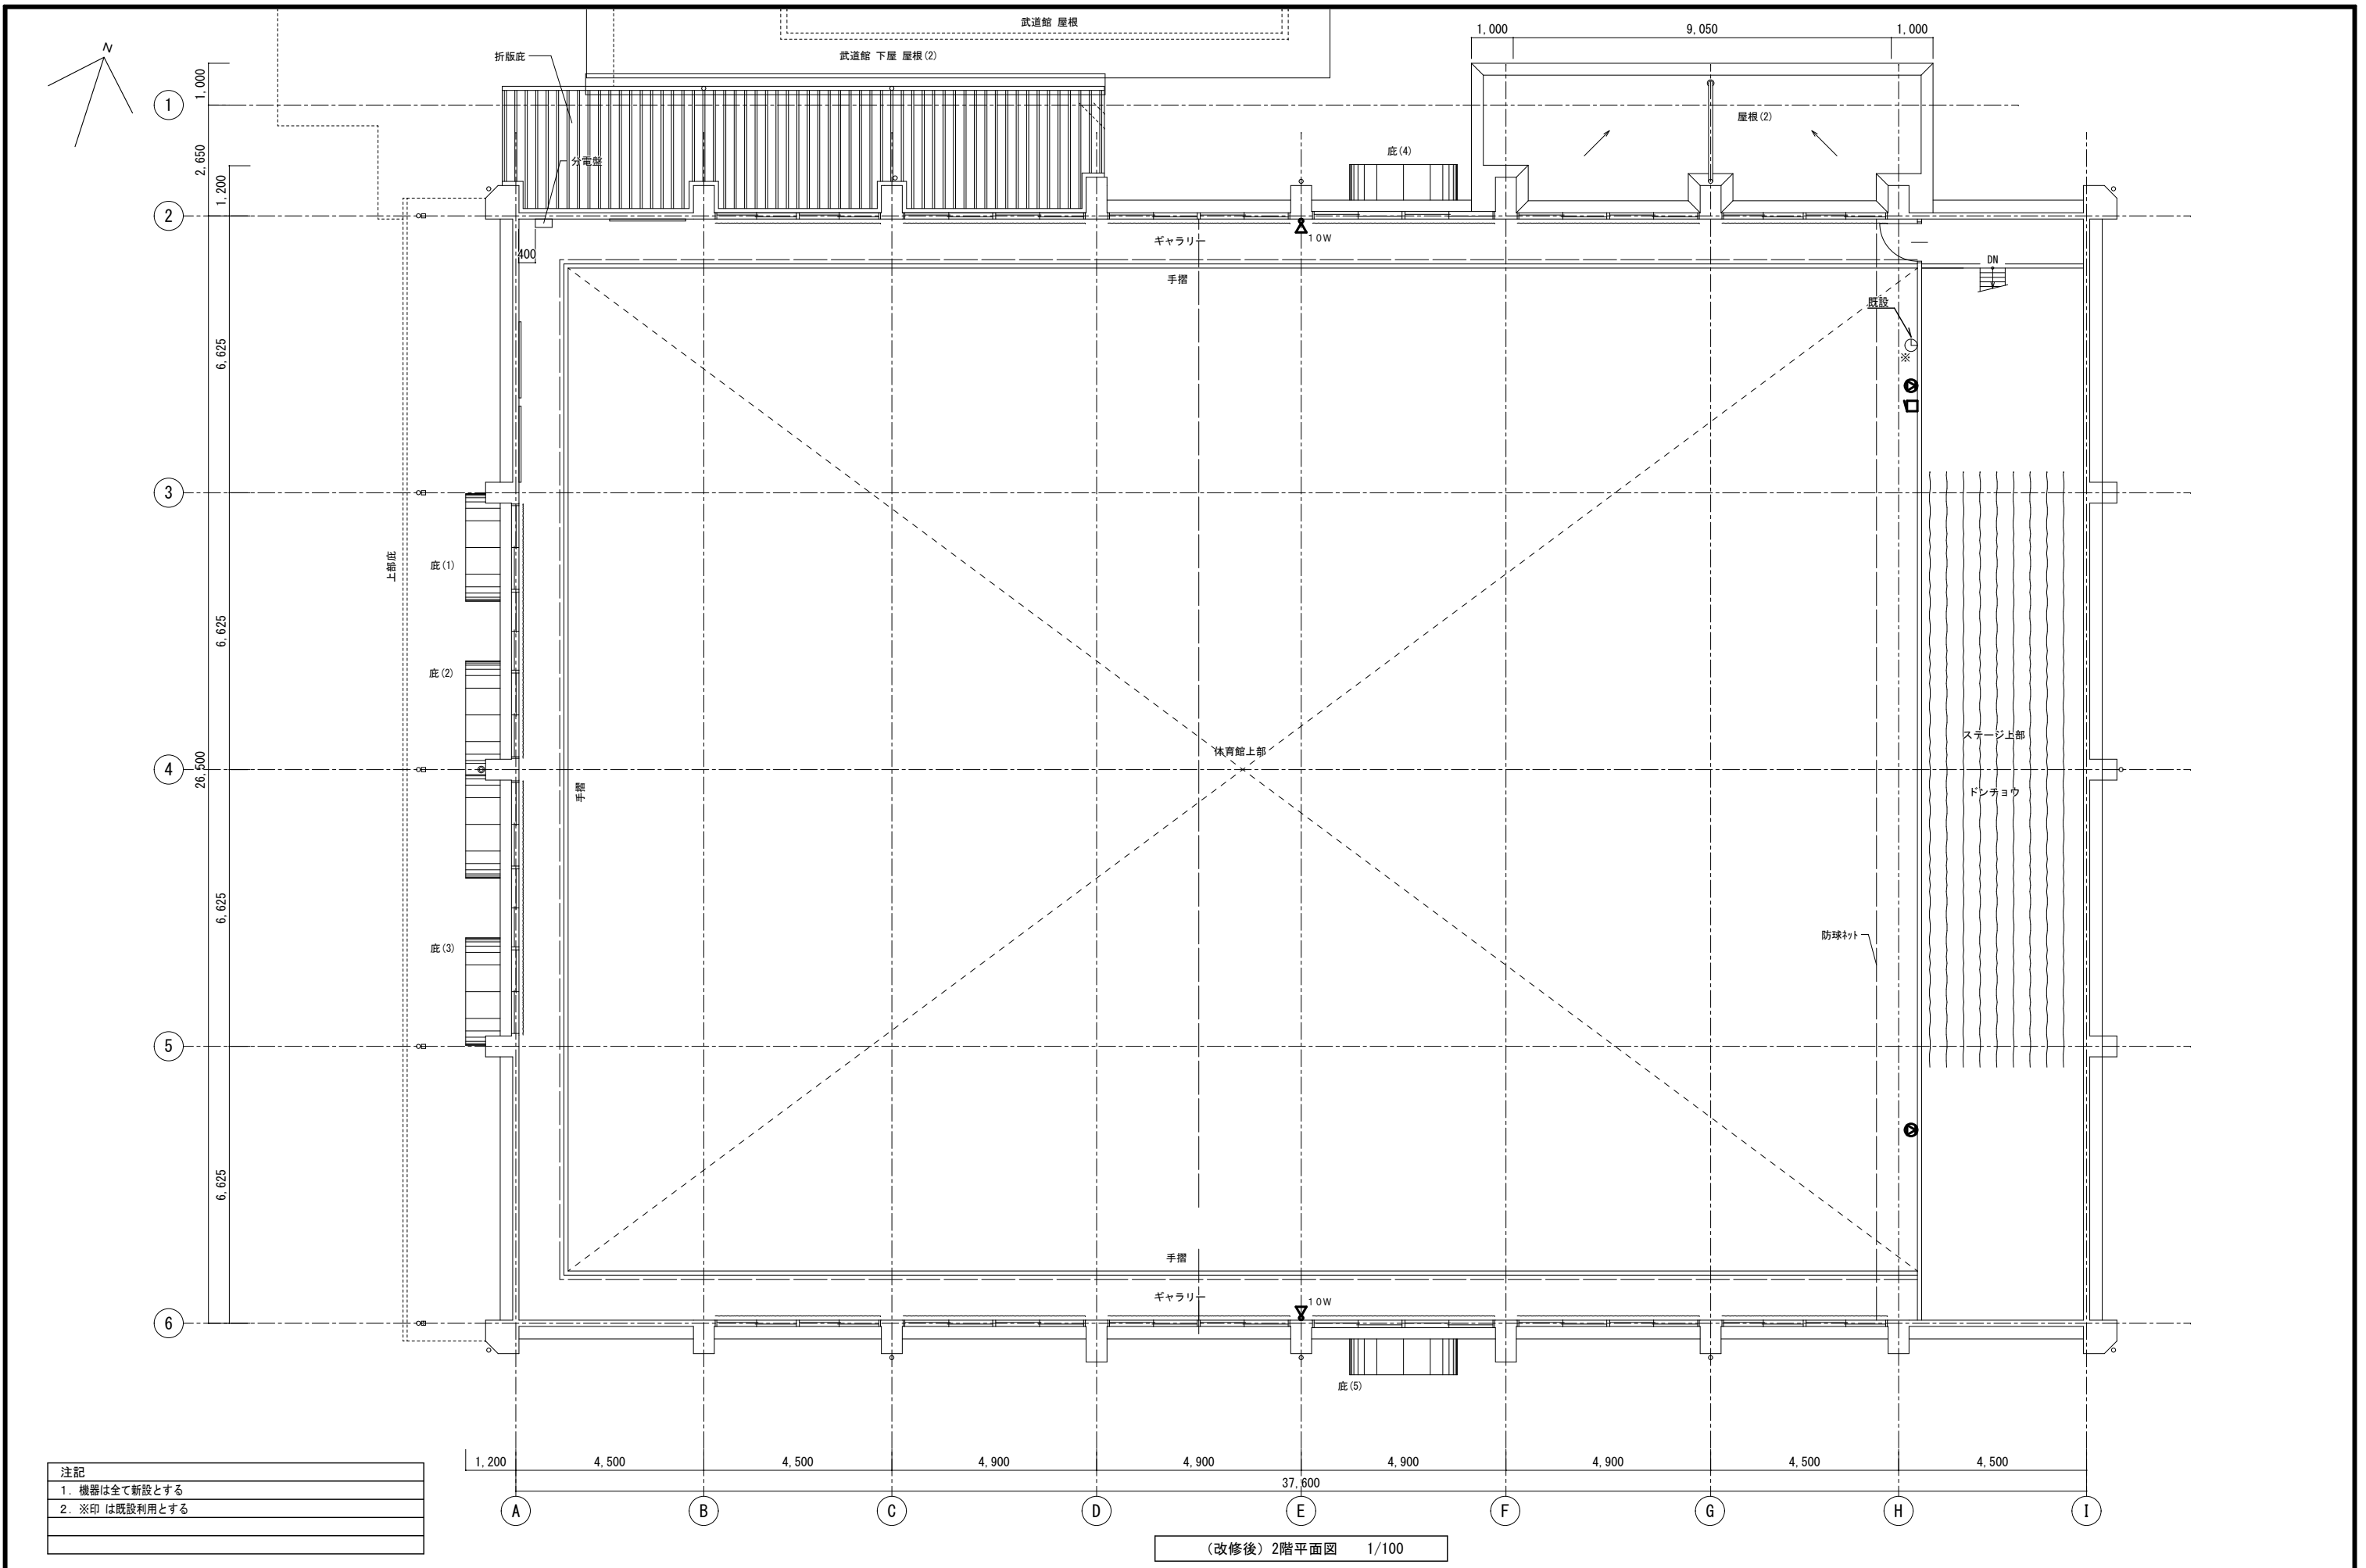 武道館 屋根
折版庇
武道館 下屋 屋根(2)
1,000
9,050
1,000
N
1
1,000
屋根(2)
2,650
分電盤
庇(4)
1,200
2
10W
ギャラリー
400
手摺
DN
既設
※
6,625
3
上部庇
庇(1)
6,625
庇(2)
ステージ上部
体育館上部
4
26,500
手摺
ドンチョウ
6,625
防球ネット
庇(3)
5
6,625
手摺
ギャラリー
10W
6
庇(5)
1,200
4,500
4,500
4,900
4,900
4,900
4,900
4,500
4,500
37,600
A
B
C
D
E
F
G
H
I
注記
1. 機器は全て新設とする
2. ※印 は既設利用とする
(改修後) 2階平面図 1/100